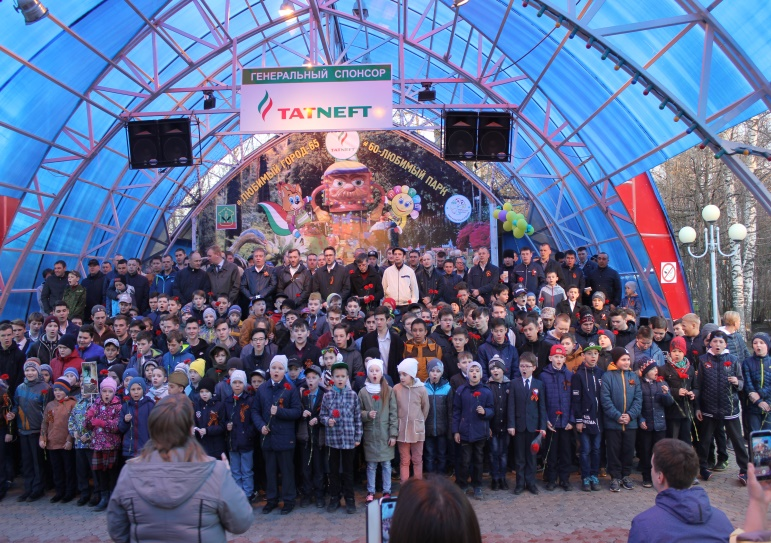 ГЕНЕРАЛЬНЫЙ СПОНСОР
TATNEFT
ЛЮБИМЫЙ ГОРОД-65
60-ЛЮБИМЫЙ ПАРК